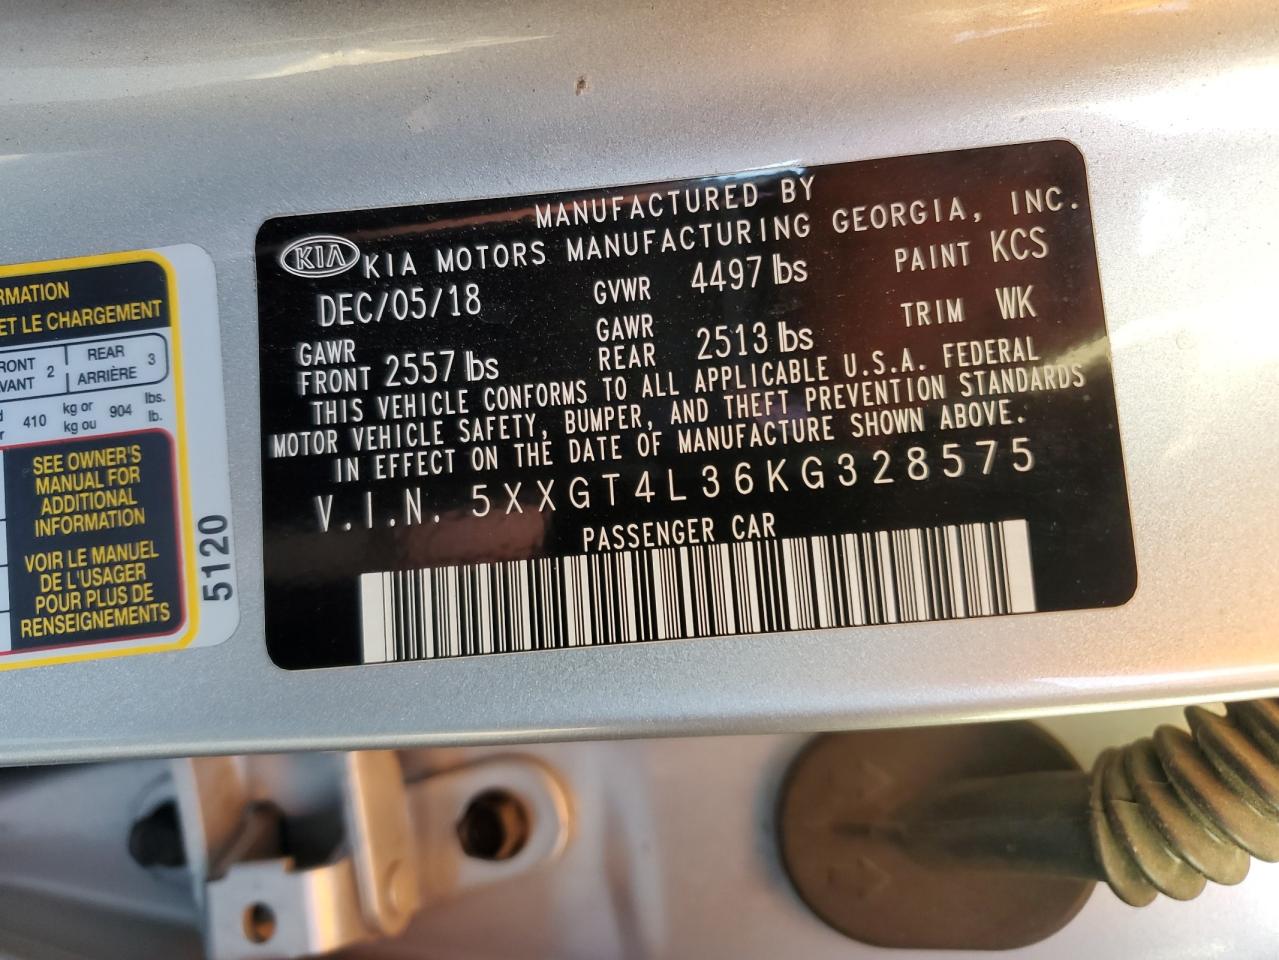 RMATION
ET LE CHARGEMENT
RONT 2 REAR 3
VANT ARRIÈRE
410 kg or 904 lbs.
kg ou lb.
SEE OWNER'S
MANUAL FOR
ADDITIONAL
INFORMATION
VOIR LE MANUEL
DE L'USAGER
POUR PLUS DE
RENSEIGNEMENTS
5120
MANUFACTURED BY
KIA KIA MOTORS MANUFACTURING GEORGIA, INC.
DEC/05/18 GVWR 4497 lbs PAINT KCS
GAWR FRONT 2557 lbs GAWR REAR 2513 lbs TRIM WK
THIS VEHICLE CONFORMS TO ALL APPLICABLE U.S.A. FEDERAL
MOTOR VEHICLE SAFETY, BUMPER, AND THEFT PREVENTION STANDARDS
IN EFFECT ON THE DATE OF MANUFACTURE SHOWN ABOVE.
V.I.N. 5XXGT4L36KG328575
PASSENGER CAR